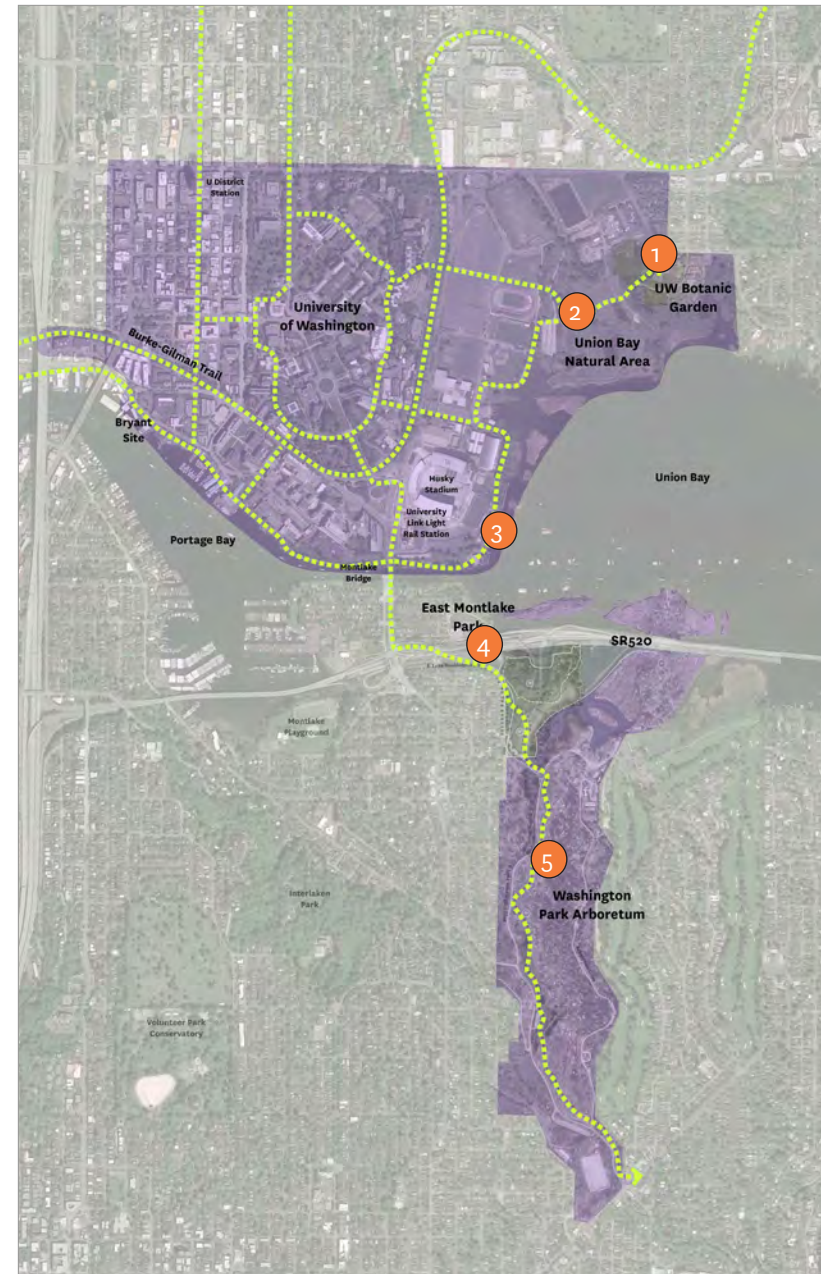 U District
Station
1
UW Botanic
Garden
University
of Washington
2
Union Bay
Natural Area
Burke-Gilman Trail
Bryant
Site
Husky
Stadium
Union Bay
University
Link Light
Rail Station
3
Portage Bay
Montlake
Bridge
East Montlake
Park
4
SR520
Montlake
Playground
5
Interlaken
Park
Washington
Park Arboretum
Volunteer Park
Conservatory